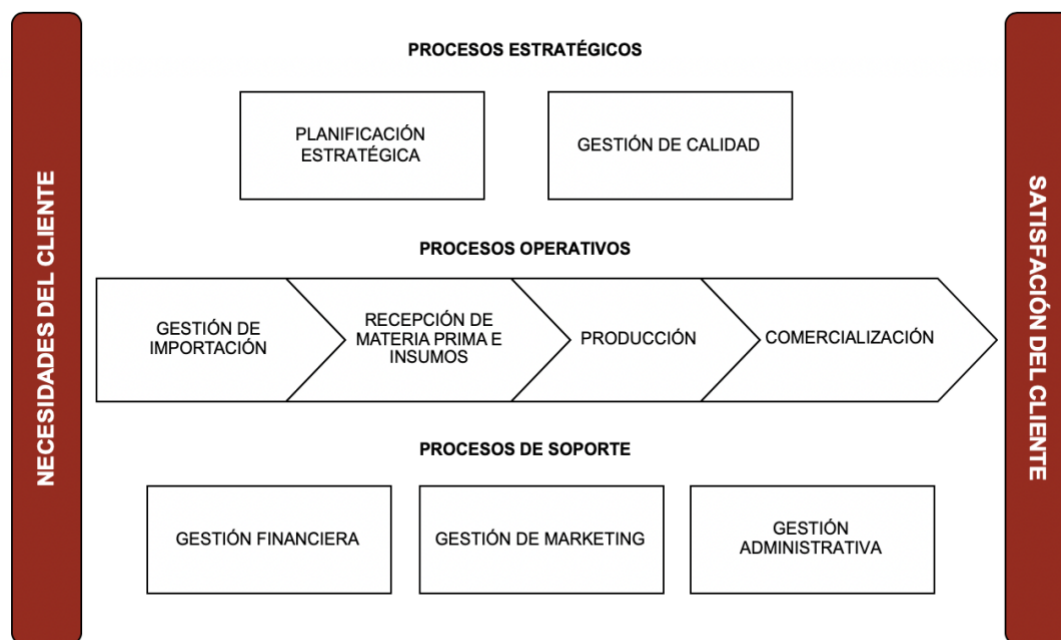 NECESIDADES DEL CLIENTE
PROCESOS ESTRATÉGICOS
PLANIFICACIÓN
ESTRATÉGICA
GESTIÓN DE CALIDAD
PROCESOS OPERATIVOS
GESTIÓN DE
IMPORTACIÓN
RECEPCIÓN DE
MATERIA PRIMA E
INSUMOS
PRODUCCIÓN
COMERCIALIZACIÓN
PROCESOS DE SOPORTE
GESTIÓN FINANCIERA
GESTIÓN DE MARKETING
GESTIÓN
ADMINISTRATIVA
SATISFACIÓN DEL CLIENTE